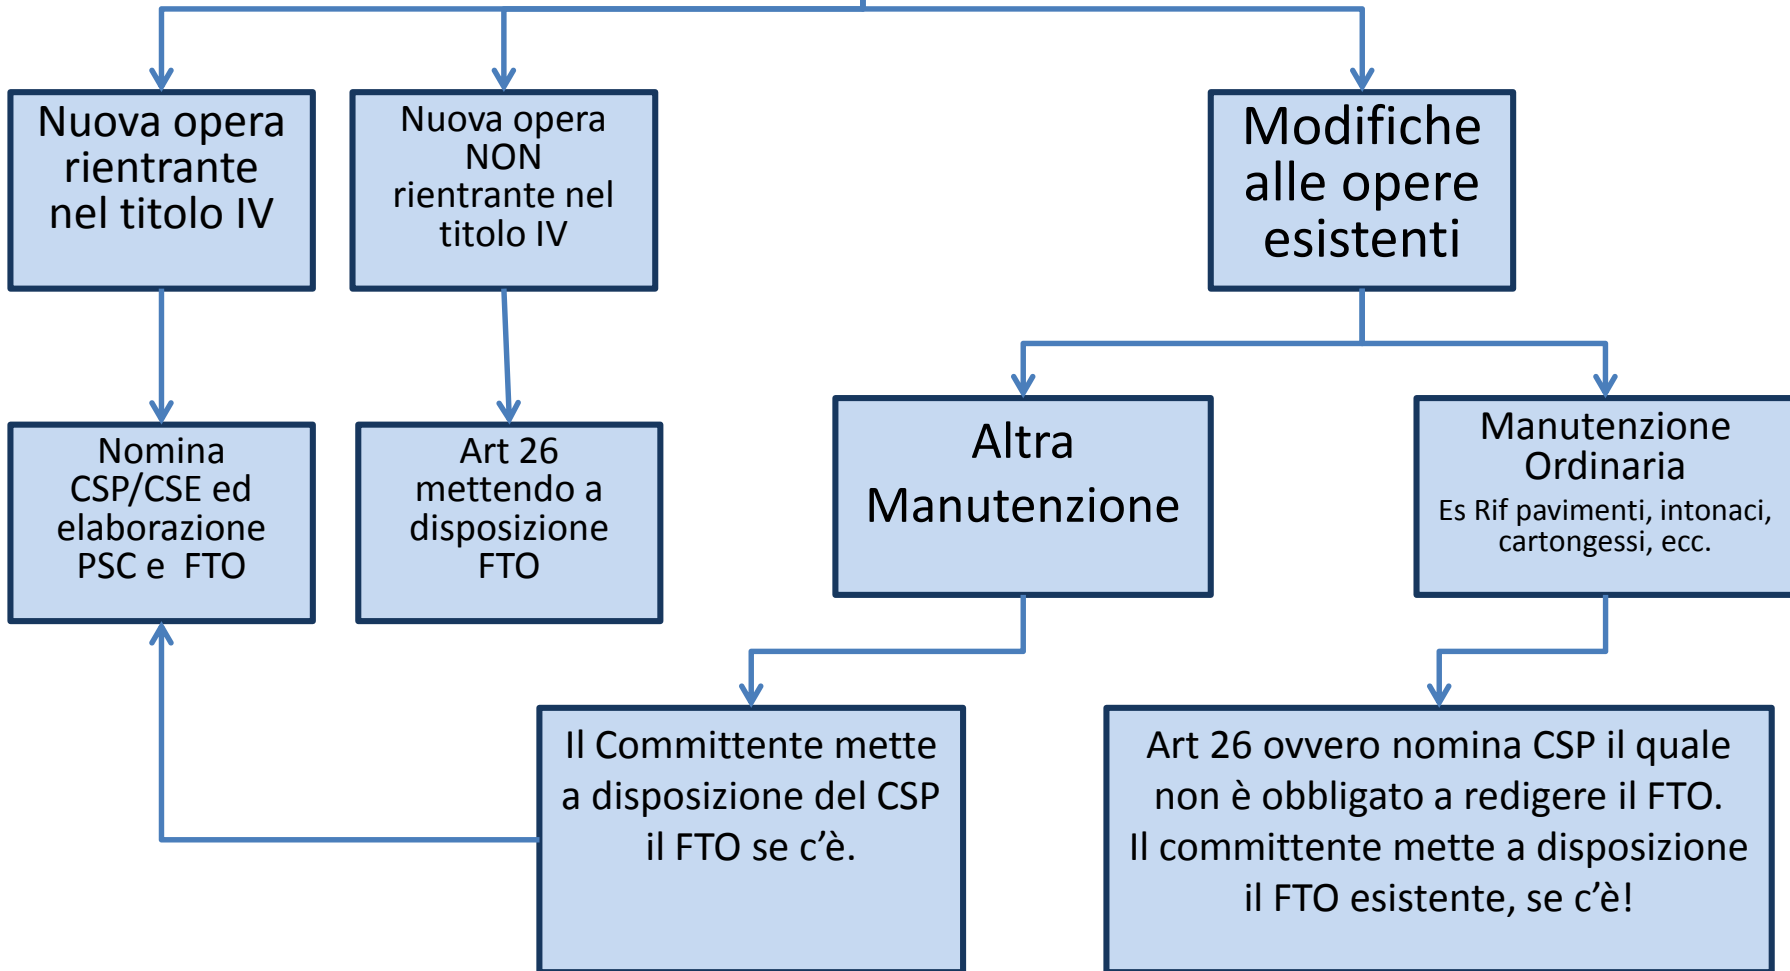 Nuova opera
rientrante
nel titolo IV
Nuova opera
NON
rientrante nel
titolo IV
Modifiche
alle opere
esistenti
Nomina
CSP/CSE ed
elaborazione
PSC e  FTO
Art 26
mettendo a
disposizione
FTO
Altra
Manutenzione
Manutenzione
Ordinaria
Es Rif pavimenti, intonaci,
cartongessi, ecc.
Il Committente mette
a disposizione del CSP
il FTO se c’è.
Art 26 ovvero nomina CSP il quale
non è obbligato a redigere il FTO.
Il committente mette a disposizione
il FTO esistente, se c’è!